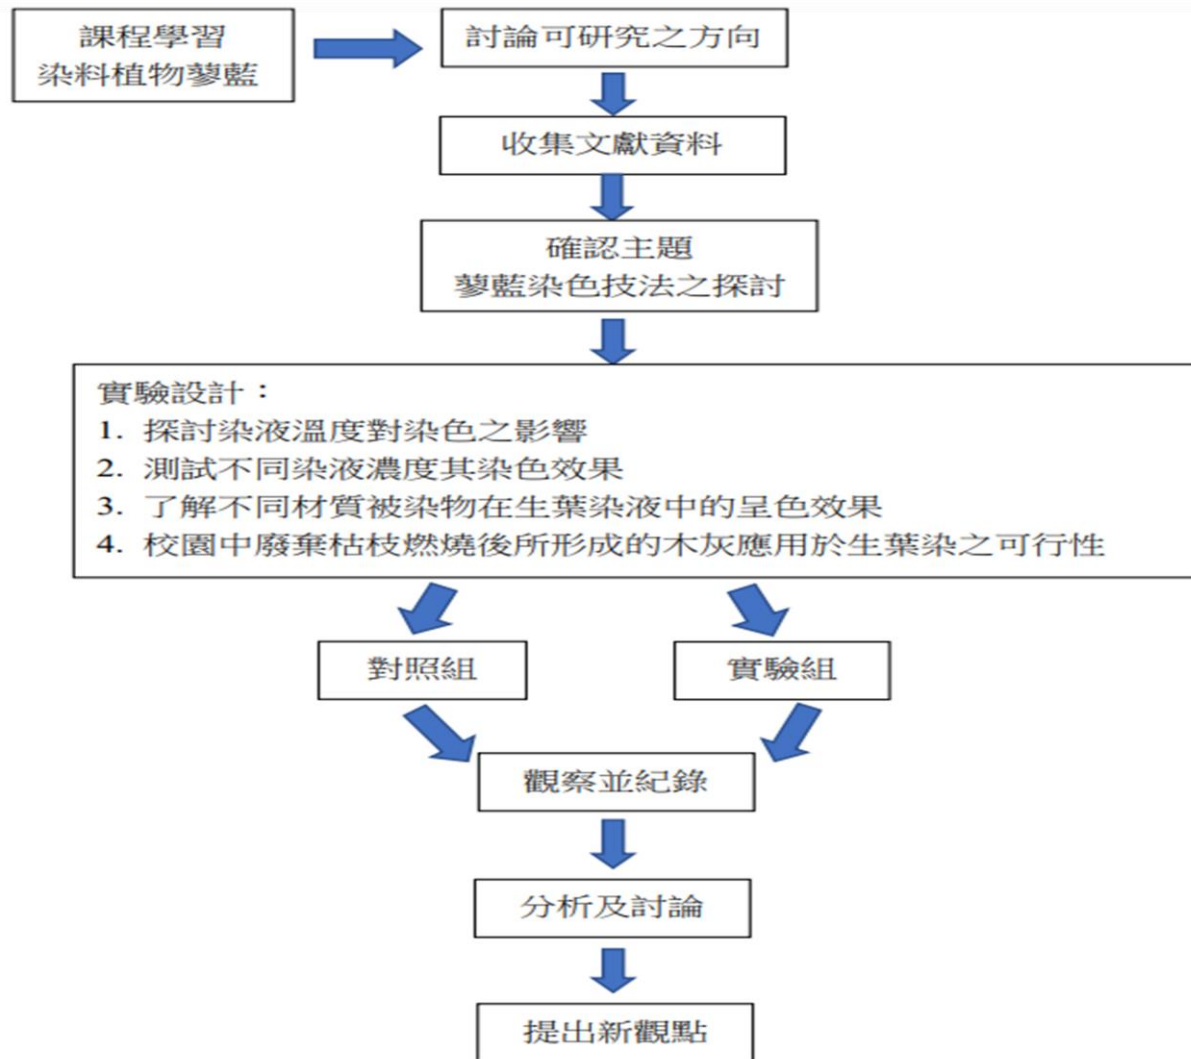 課程學習
染料植物蓼藍
討論可研究之方向
收集文獻資料
確認主題
蓼藍染色技法之探討
實驗設計：
1. 探討染液溫度對染色之影響
2. 測試不同染液濃度其染色效果
3. 了解不同材質被染物在生葉染液中的呈色效果
4. 校園中廢棄枯枝燃燒後所形成的木灰應用於生葉染之可行性
對照組
實驗組
觀察並紀錄
分析及討論
提出新觀點